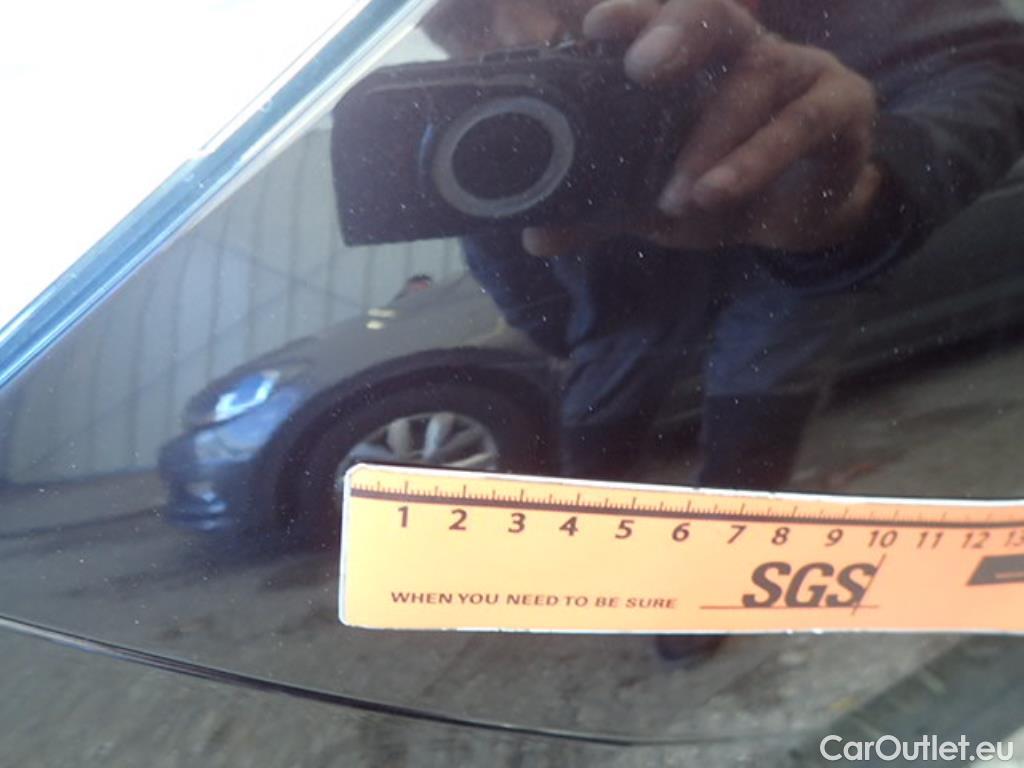 1 2 3 4 5 6 7 8 9 10 11 12 13
WHEN YOU NEED TO BE SURE SGS
CarOutlet.eu